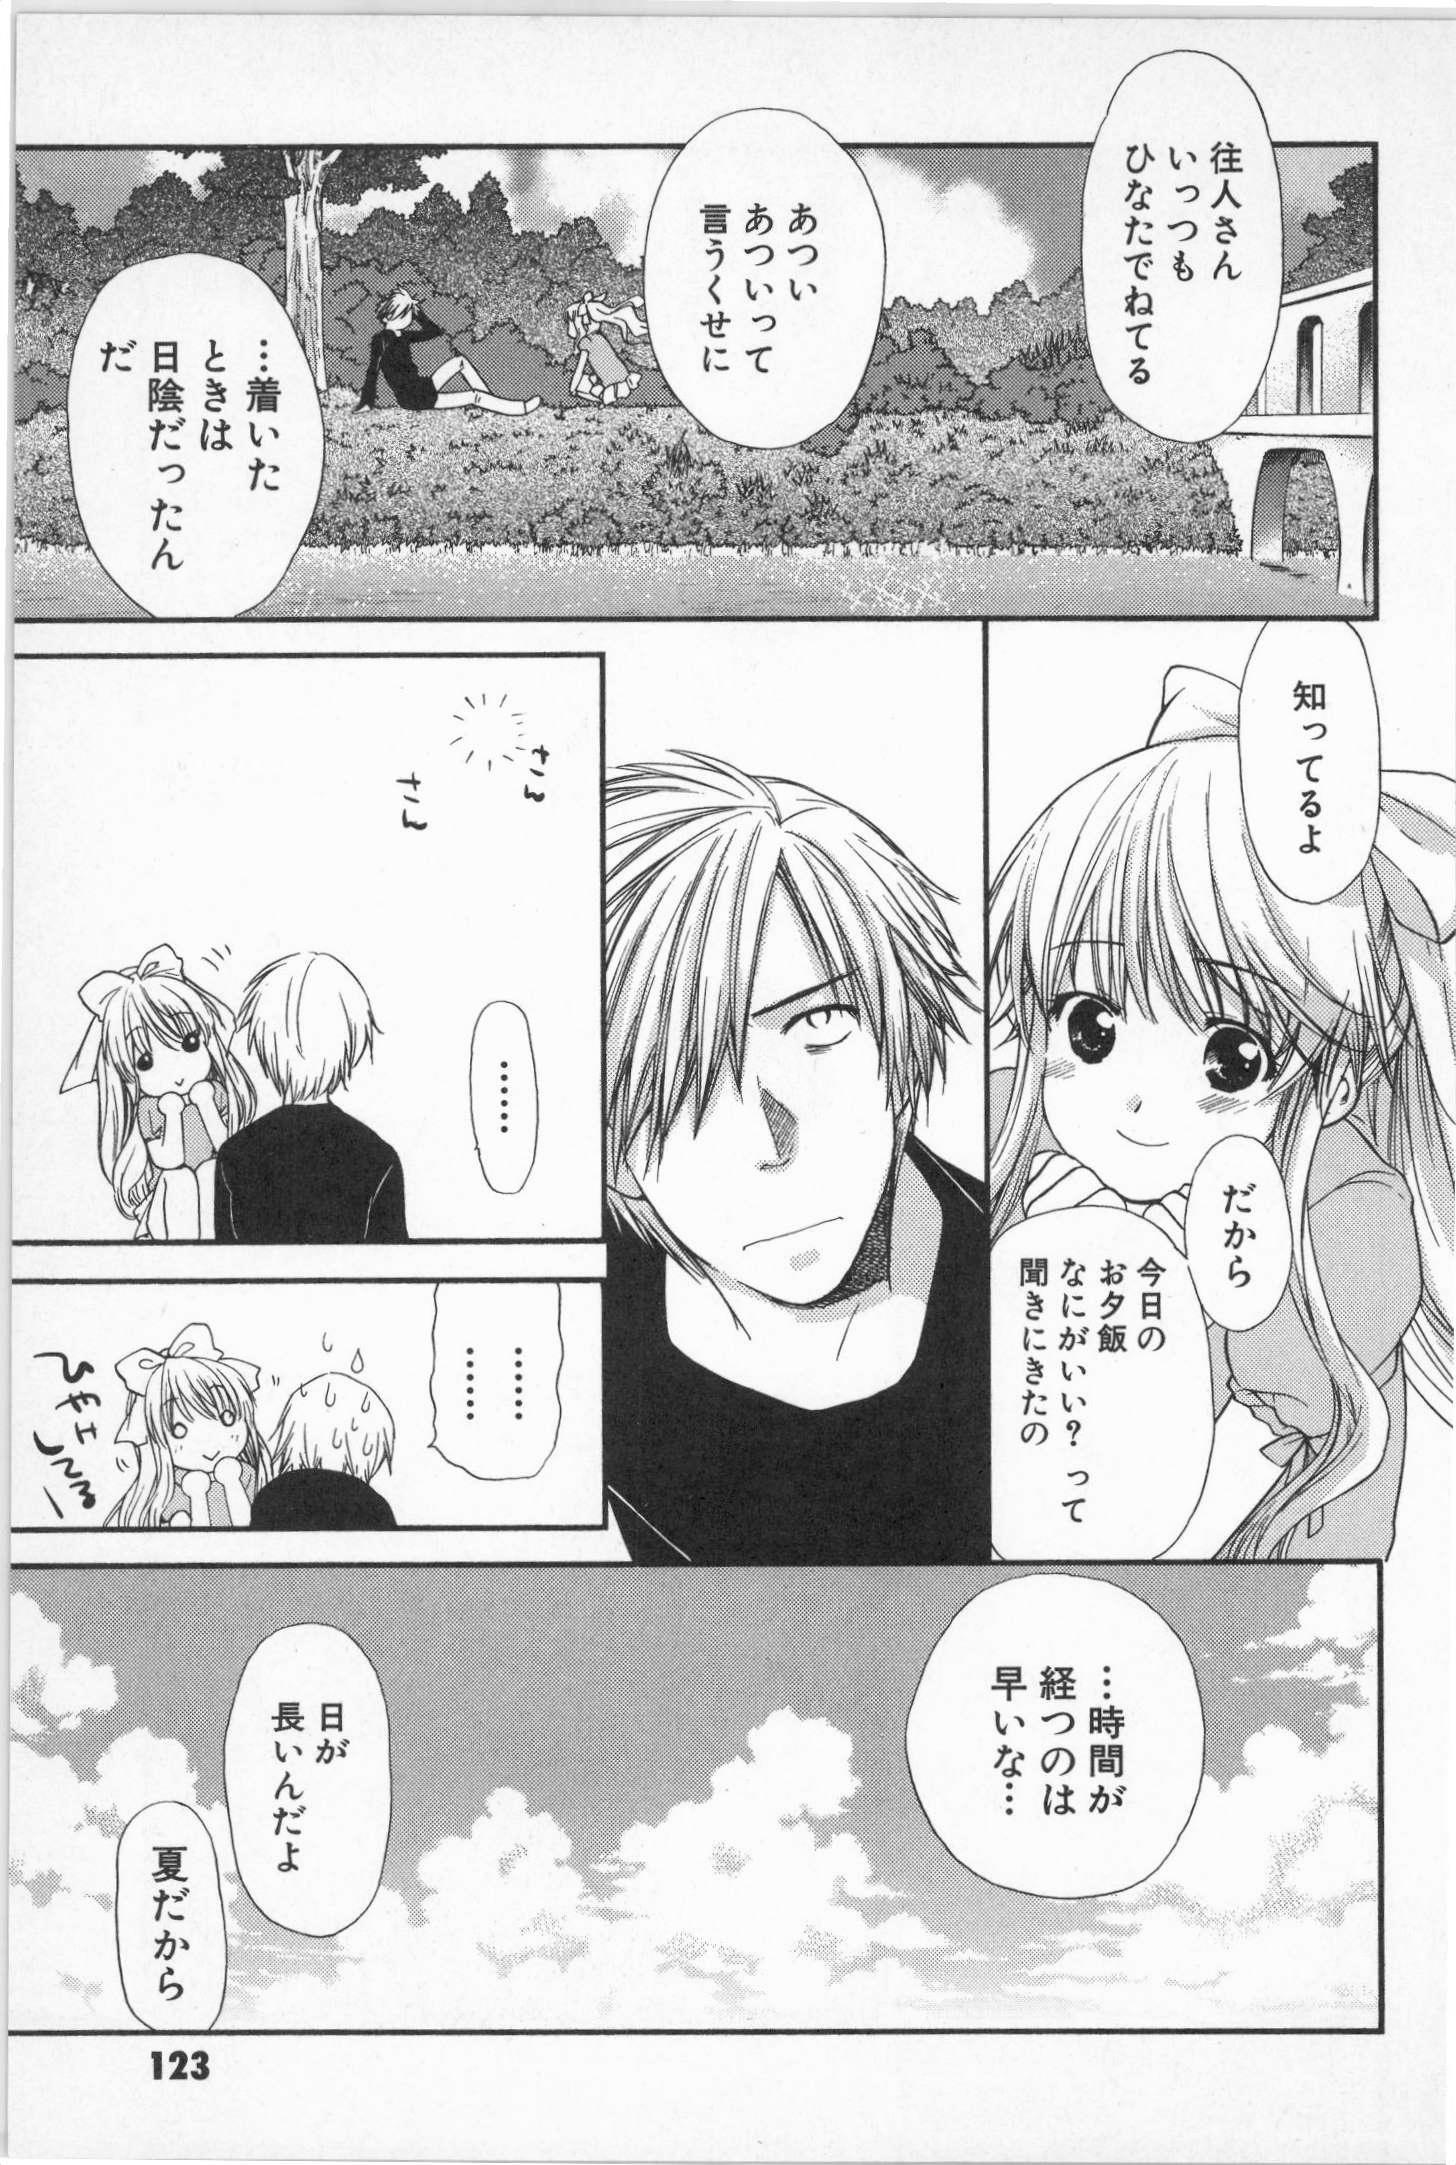 往人さん
いっつも
ひなたでねてる
あつい
あついって
言うくせに
…着いた
ときは
日陰だったん
だ
知ってるよ
だから
今日の
お夕飯
なにがいい?って
聞きにきたの
さん
さん
……
……
……
ひやけ
してるー
…時間が
経つのは
早いな…
日が
長いんだよ
夏だから
123